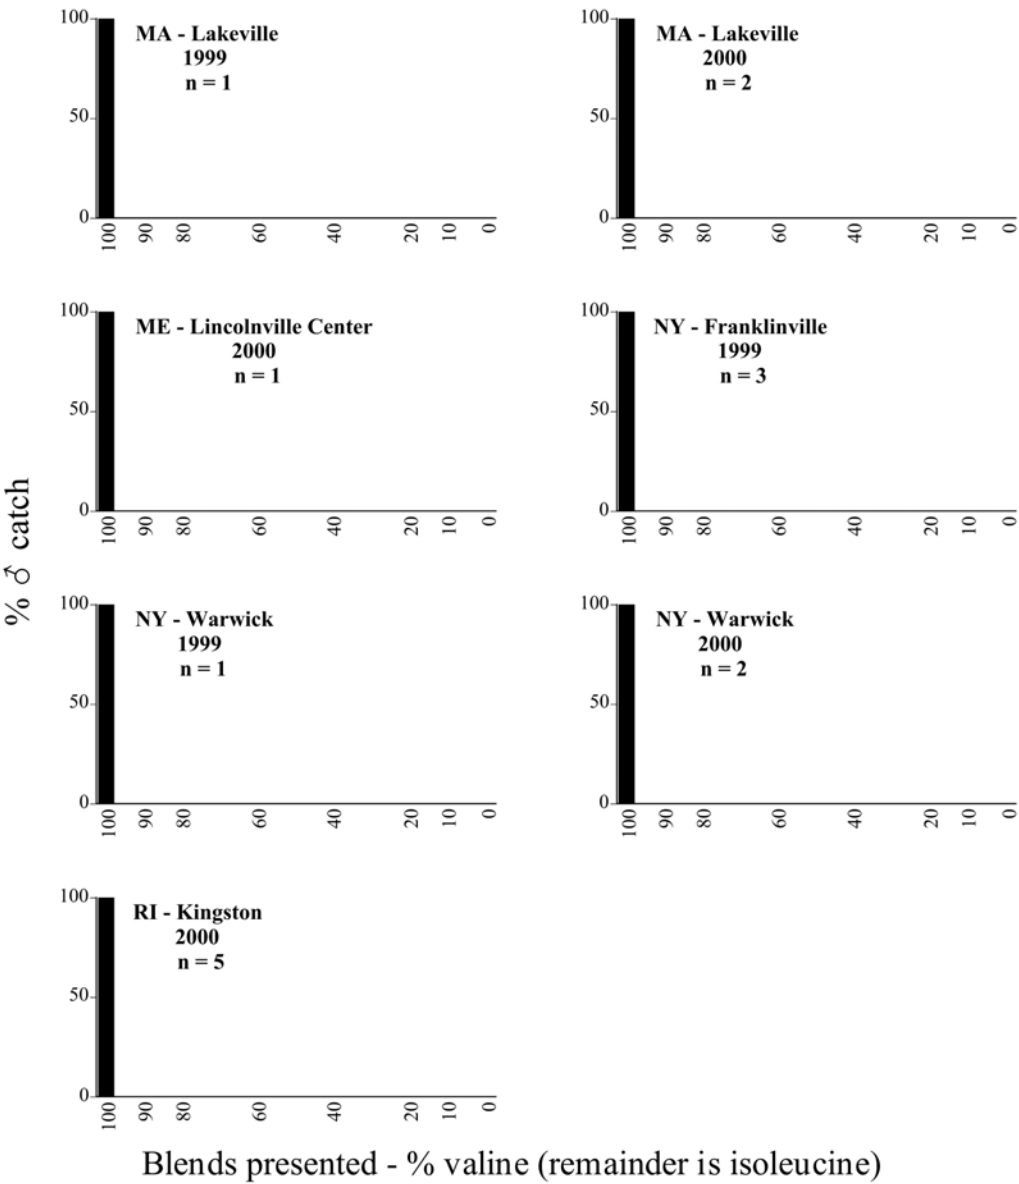 100
50
0
MA - Lakeville
1999
n = 1
100 90 80 60 40 20 10 0
100
50
0
MA - Lakeville
2000
n = 2
100 90 80 60 40 20 10 0
100
50
0
ME - Lincolnville Center
2000
n = 1
100 90 80 60 40 20 10 0
100
50
0
NY - Franklinville
1999
n = 3
100 90 80 60 40 20 10 0
% ♂ catch
100
50
0
NY - Warwick
1999
n = 1
100 90 80 60 40 20 10 0
100
50
0
NY - Warwick
2000
n = 2
100 90 80 60 40 20 10 0
100
50
0
RI - Kingston
2000
n = 5
100 90 80 60 40 20 10 0
Blends presented - % valine (remainder is isoleucine)